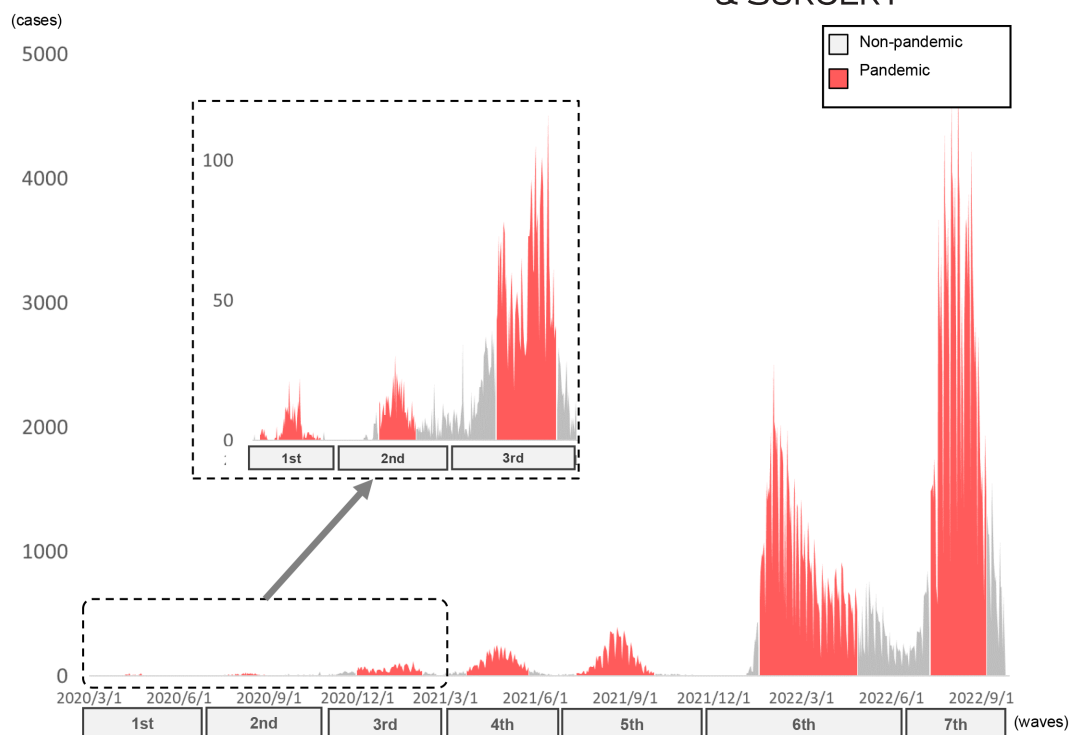 & SURGERY
(cases)
Non-pandemic
Pandemic
5000
4000
3000
2000
1000
0
100
50
0
:
1st
2nd
3rd
2020/3/1
2020/6/1
2020/9/1
2020/12/1
2021/3/1
2021/6/1
2021/9/1
2021/12/1
2022/3/1
2022/6/1
2022/9/1
1st
2nd
3rd
4th
5th
6th
7th
(waves)